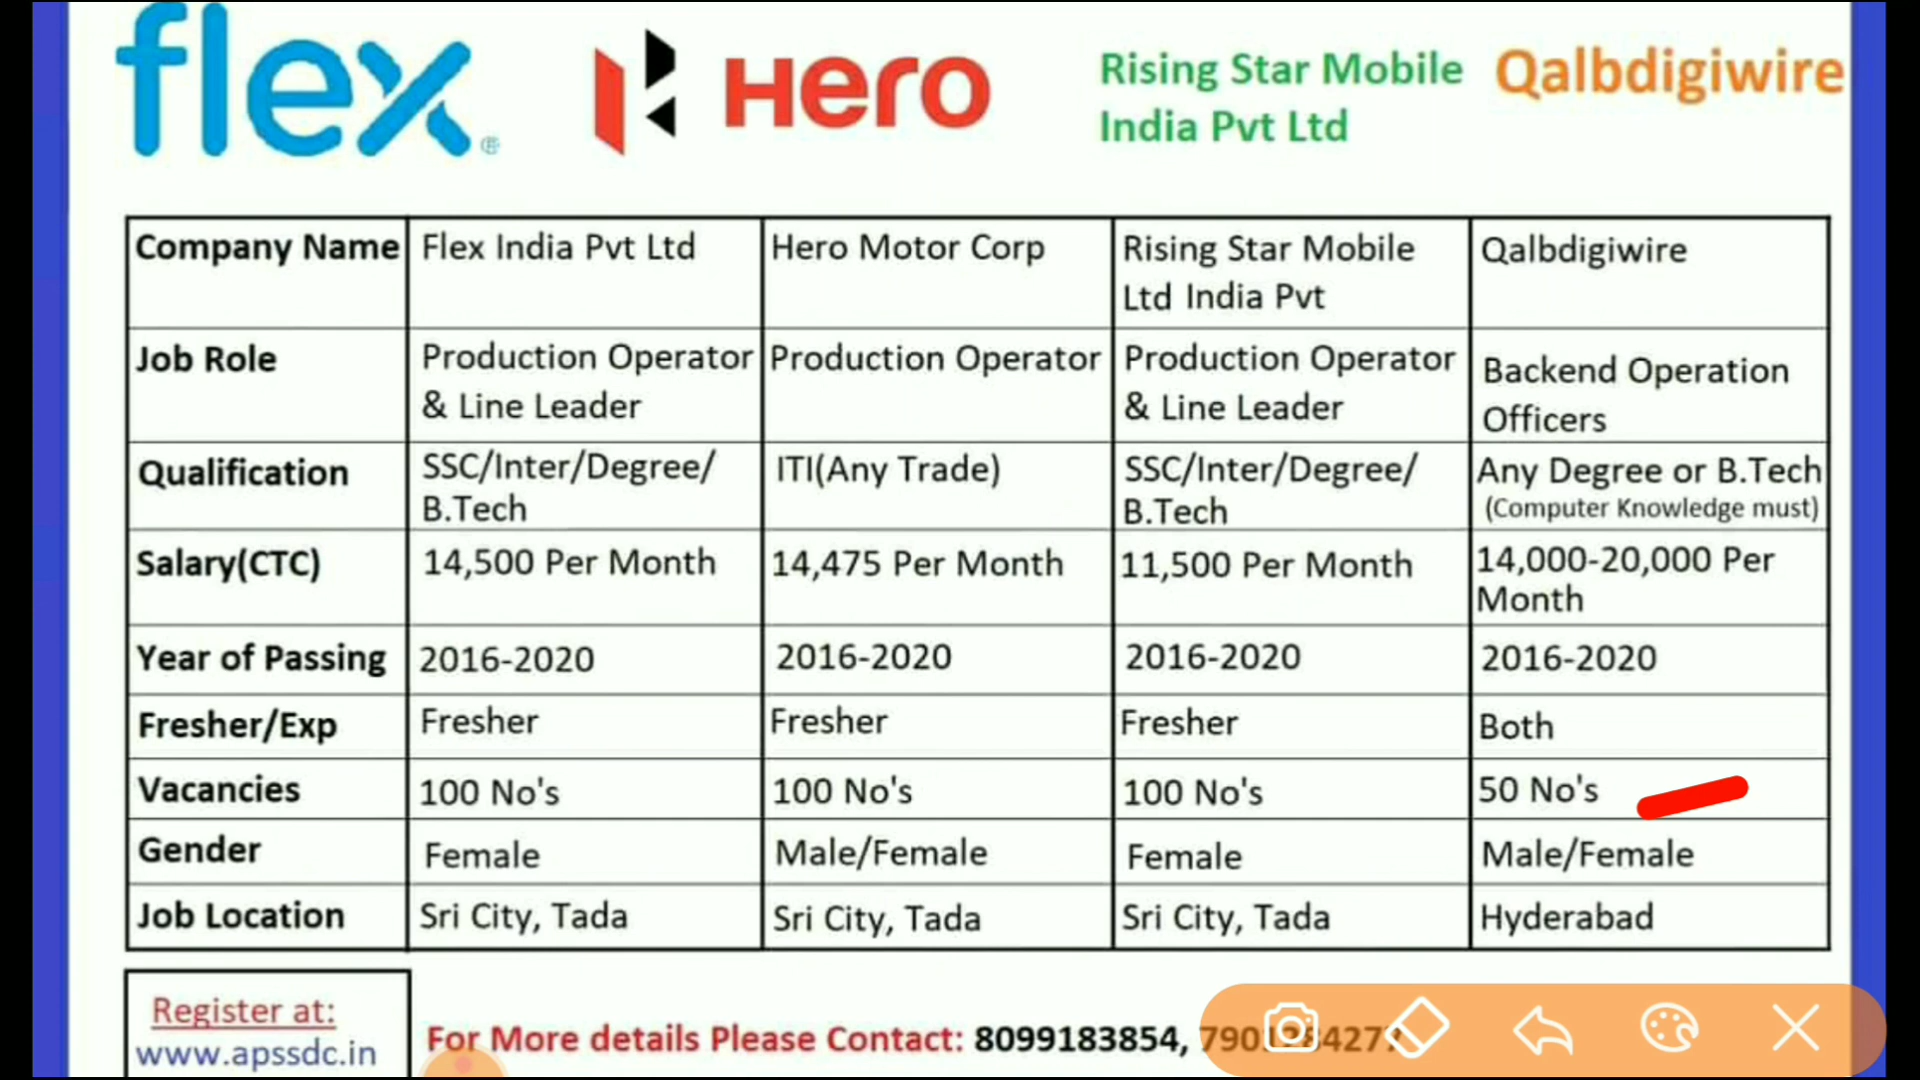 flex®
HERO
Rising Star Mobile
India Pvt Ltd
Qalbdigiwire
Company Name
Flex India Pvt Ltd
Hero Motor Corp
Rising Star Mobile
Ltd India Pvt
Qalbdigiwire
Job Role
Production Operator
& Line Leader
Production Operator
Production Operator
& Line Leader
Backend Operation
Officers
Qualification
SSC/Inter/Degree/
B.Tech
ITI(Any Trade)
SSC/Inter/Degree/
B.Tech
Any Degree or B.Tech
(Computer Knowledge must)
Salary(CTC)
14,500 Per Month
14,475 Per Month
11,500 Per Month
14,000-20,000 Per
Month
Year of Passing
2016-2020
2016-2020
2016-2020
2016-2020
Fresher/Exp
Fresher
Fresher
Fresher
Both
Vacancies
100 No's
100 No's
100 No's
50 No's
Gender
Female
Male/Female
Female
Male/Female
Job Location
Sri City, Tada
Sri City, Tada
Sri City, Tada
Hyderabad
Register at:
www.apssdc.in
For More details Please Contact: 8099183854,